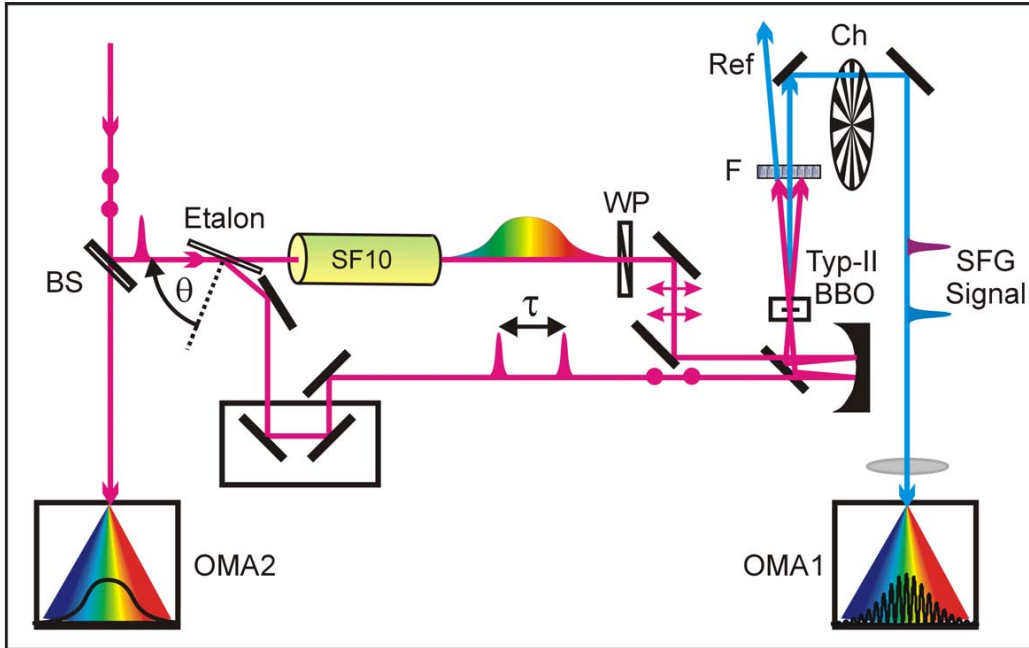 Ref
Ch
F
Etalon
WP
BS
SF10
θ
Typ-II
BBO
SFG
Signal
τ
OMA2
OMA1